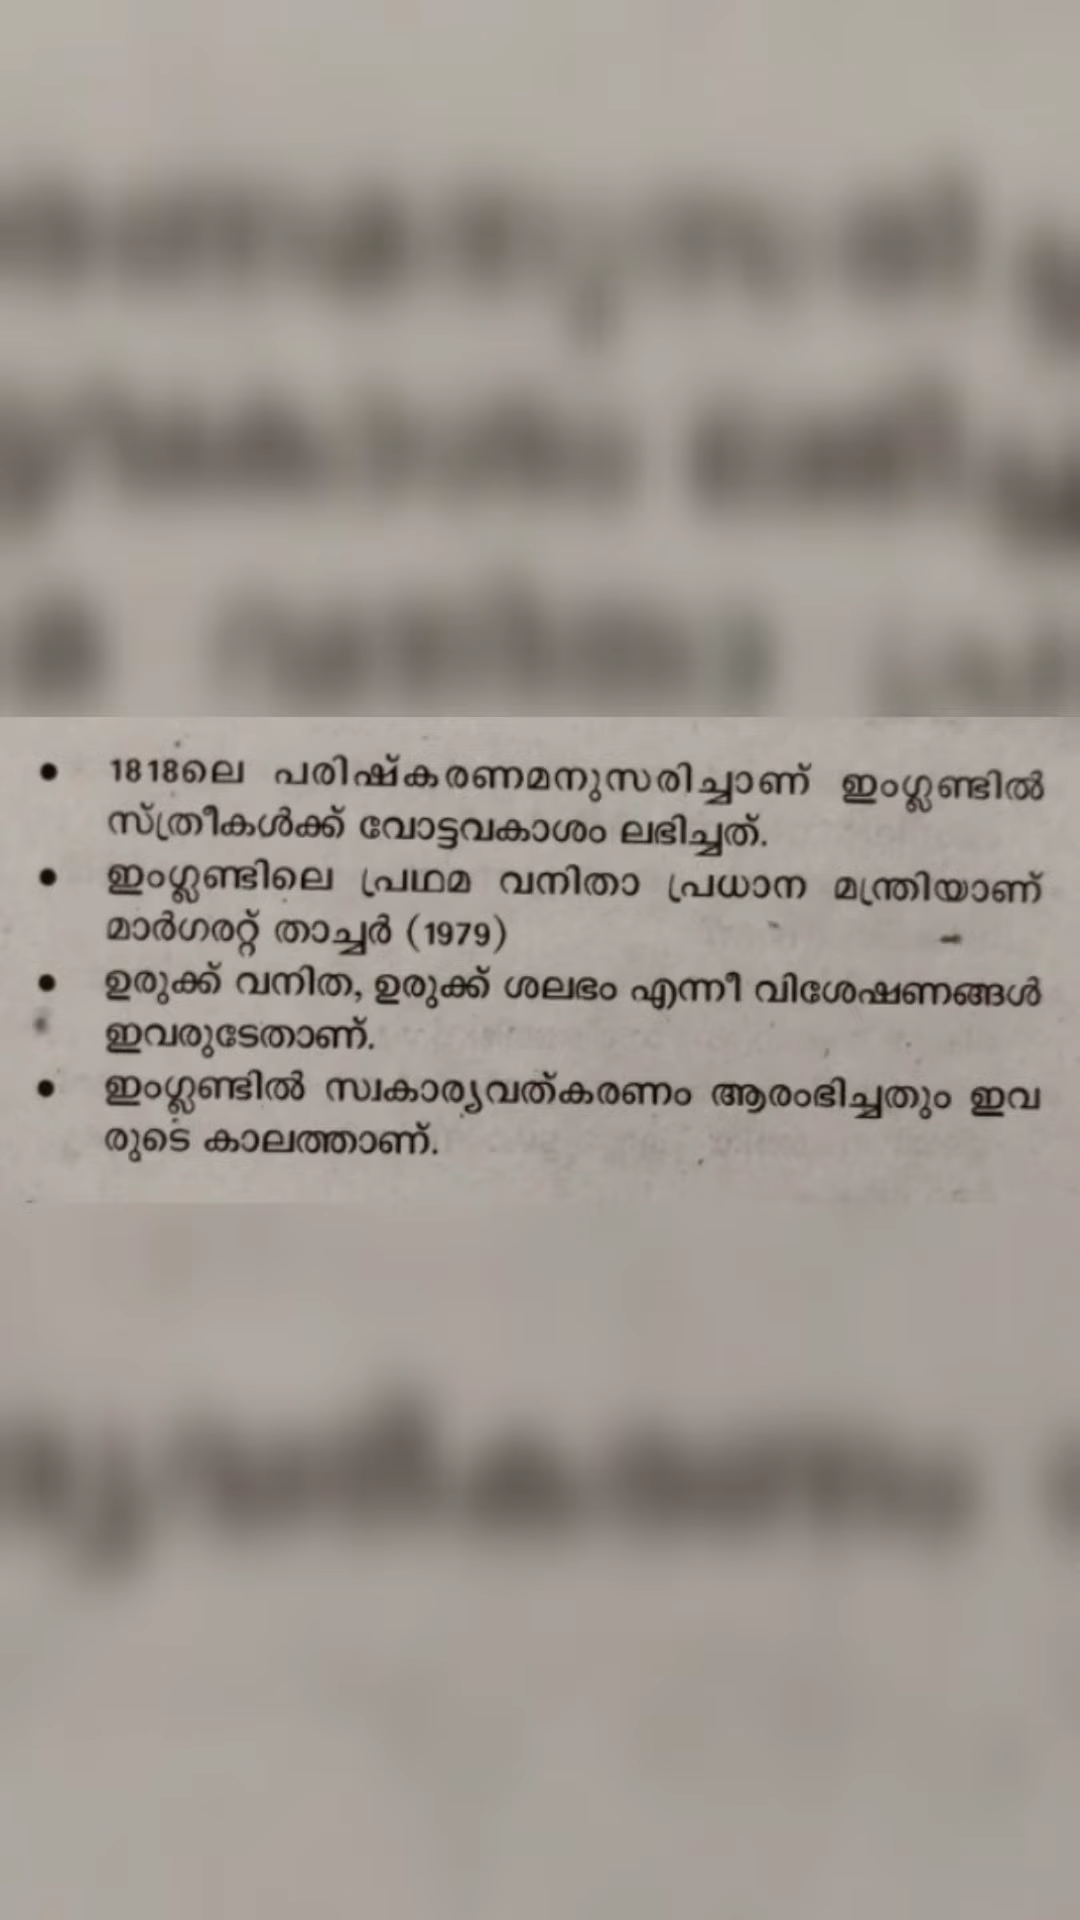 • 1818ലെ പരിഷ്കരണമനുസരിച്ചാണ് ഇംഗ്ലണ്ടിൽ
സ്ത്രീകൾക്ക് വോട്ടവകാശം ലഭിച്ചത്.
• ഇംഗ്ലണ്ടിലെ പ്രഥമ വനിതാ പ്രധാന മന്ത്രിയാണ്
മാർഗരറ്റ് താച്ചർ (1979)
• ഉരുക്ക് വനിത, ഉരുക്ക് ശലഭം എന്നീ വിശേഷണങ്ങൾ
ഇവരുടേതാണ്.
• ഇംഗ്ലണ്ടിൽ സ്വകാര്യവത്കരണം ആരംഭിച്ചതും ഇവ
രുടെ കാലത്താണ്.